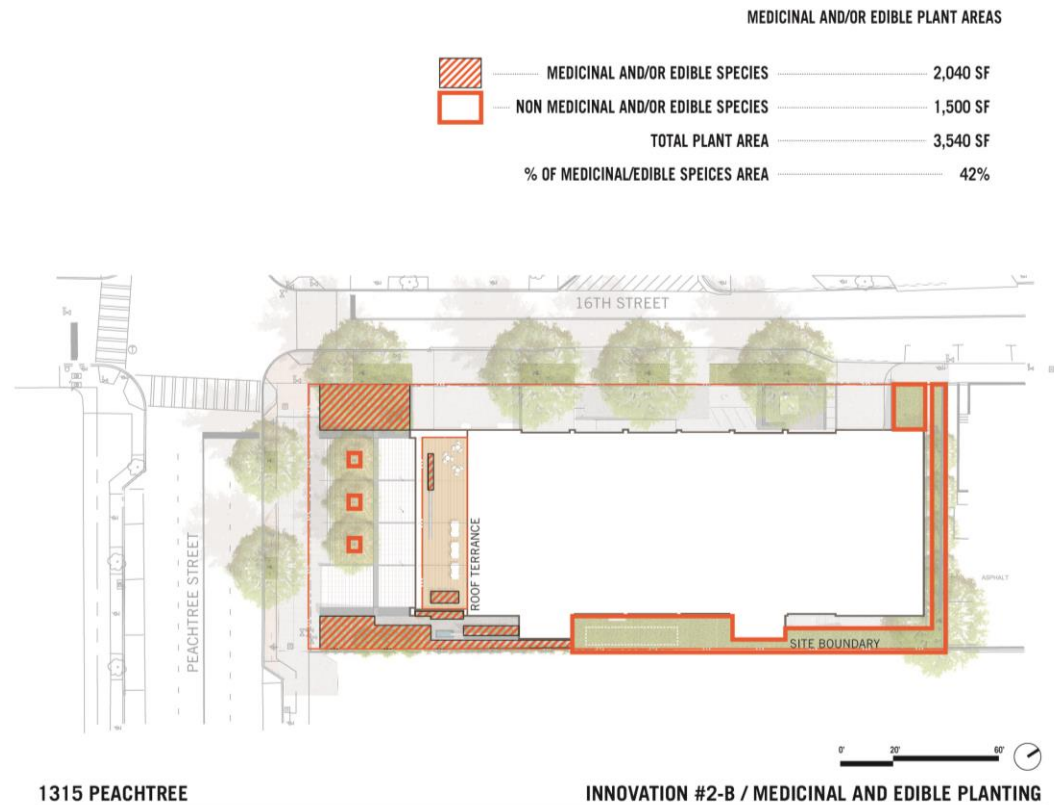 MEDICINAL AND/OR EDIBLE PLANT AREAS
MEDICINAL AND/OR EDIBLE SPECIES 2,040 SF
NON MEDICINAL AND/OR EDIBLE SPECIES 1,500 SF
TOTAL PLANT AREA 3,540 SF
% OF MEDICINAL/EDIBLE SPEICES AREA 42%
16TH STREET
PEACHTREE STREET
ROOF TERRANCE
ASPHALT
SITE BOUNDARY
0' 20' 60'
1315 PEACHTREE
INNOVATION #2-B / MEDICINAL AND EDIBLE PLANTING